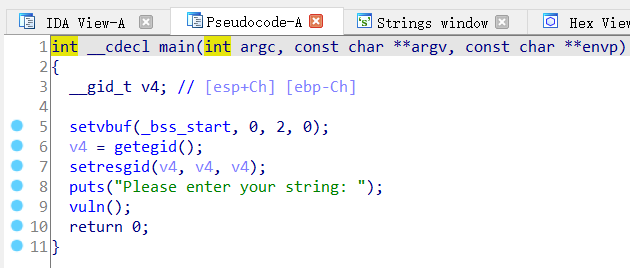 IDA View-A Pseudocode-A Strings window Hex View
1 int __cdecl main(int argc, const char **argv, const char **envp)
2 {
3 __gid_t v4; // [esp+Ch] [ebp-Ch]
4
5 setvbuf(_bss_start, 0, 2, 0);
6 v4 = getegid();
7 setresgid(v4, v4, v4);
8 puts("Please enter your string: ");
9 vuln();
10 return 0;
11 }